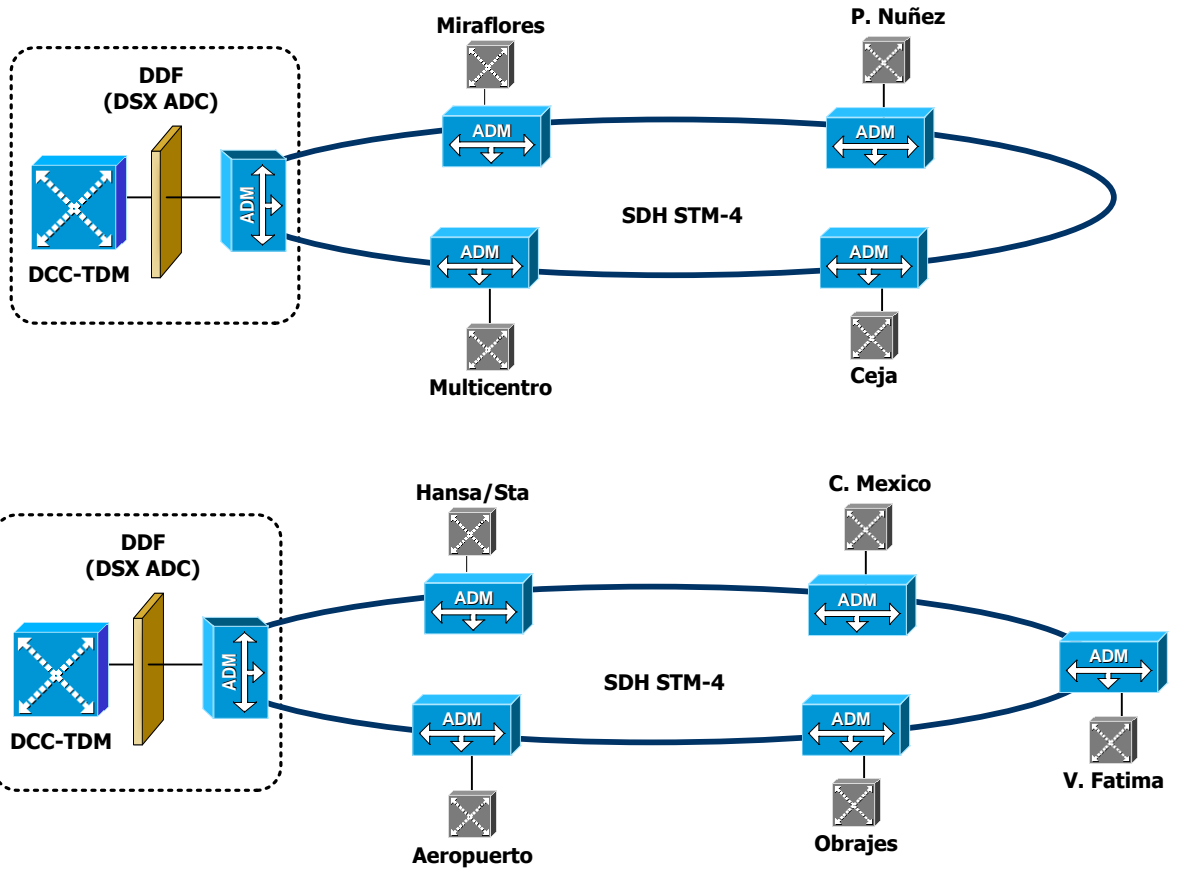 Miraflores
P. Nuñez
DDF
(DSX ADC)
ADM
ADM
ADM
SDH STM-4
ADM
ADM
DCC-TDM
Multicentro
Ceja
Hansa/Sta
C. Mexico
DDF
(DSX ADC)
ADM
ADM
ADM
ADM
SDH STM-4
ADM
ADM
DCC-TDM
V. Fatima
Aeropuerto
Obrajes